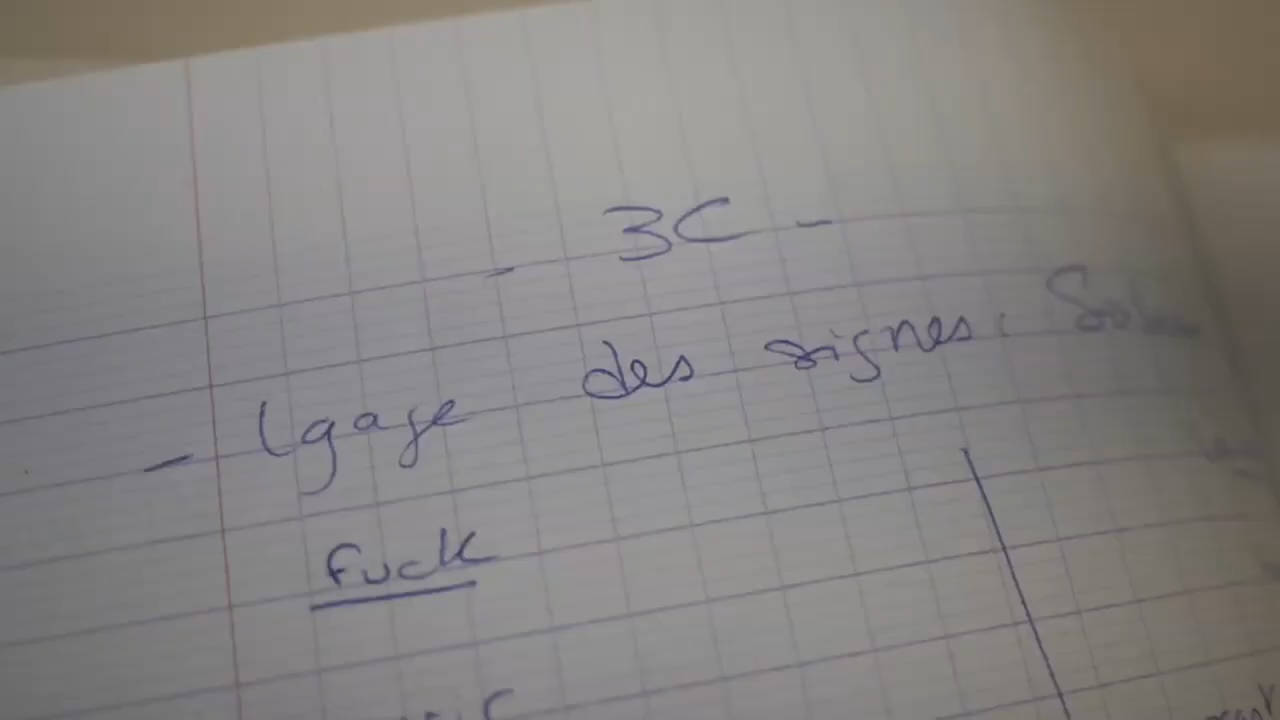 - 3C -
- lgage des signes.
fuck